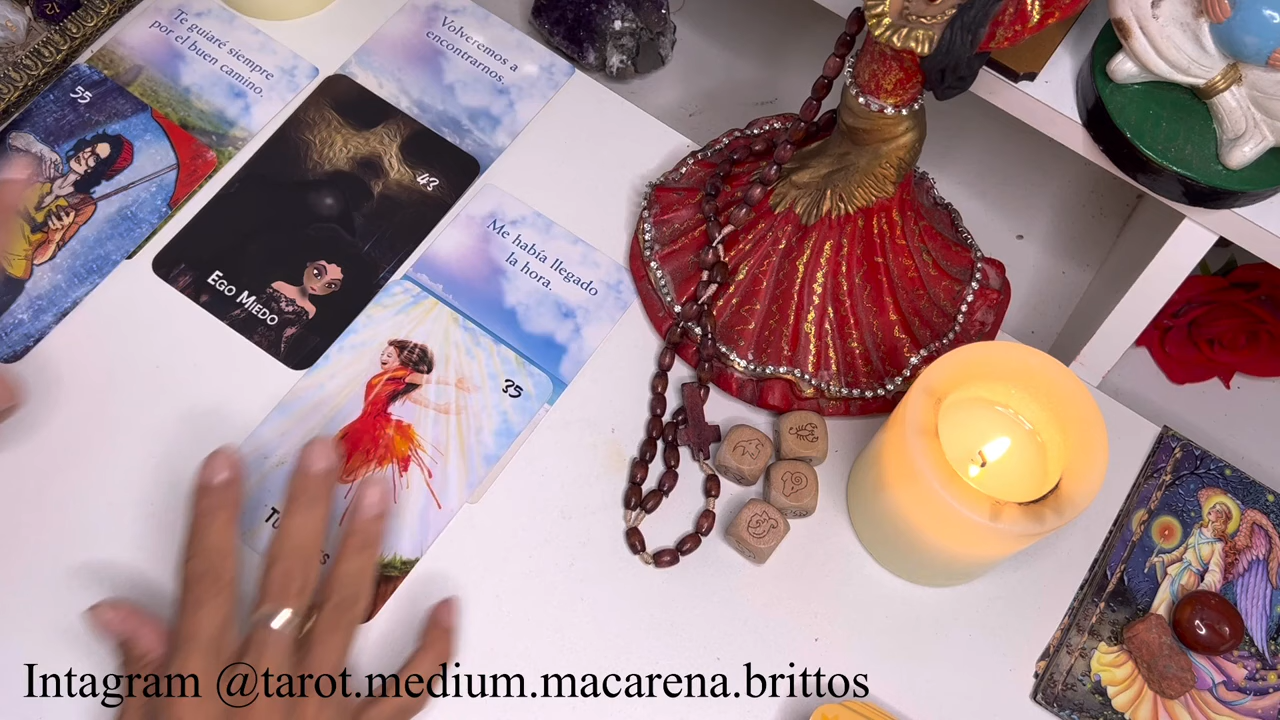 Te guiaré siempre
por el buen camino.
Volveremos a
encontrarnos.
55
43
EGO MIEDO
Me había llegado
la hora.
35
Intagram @tarot.medium.macarena.brittos